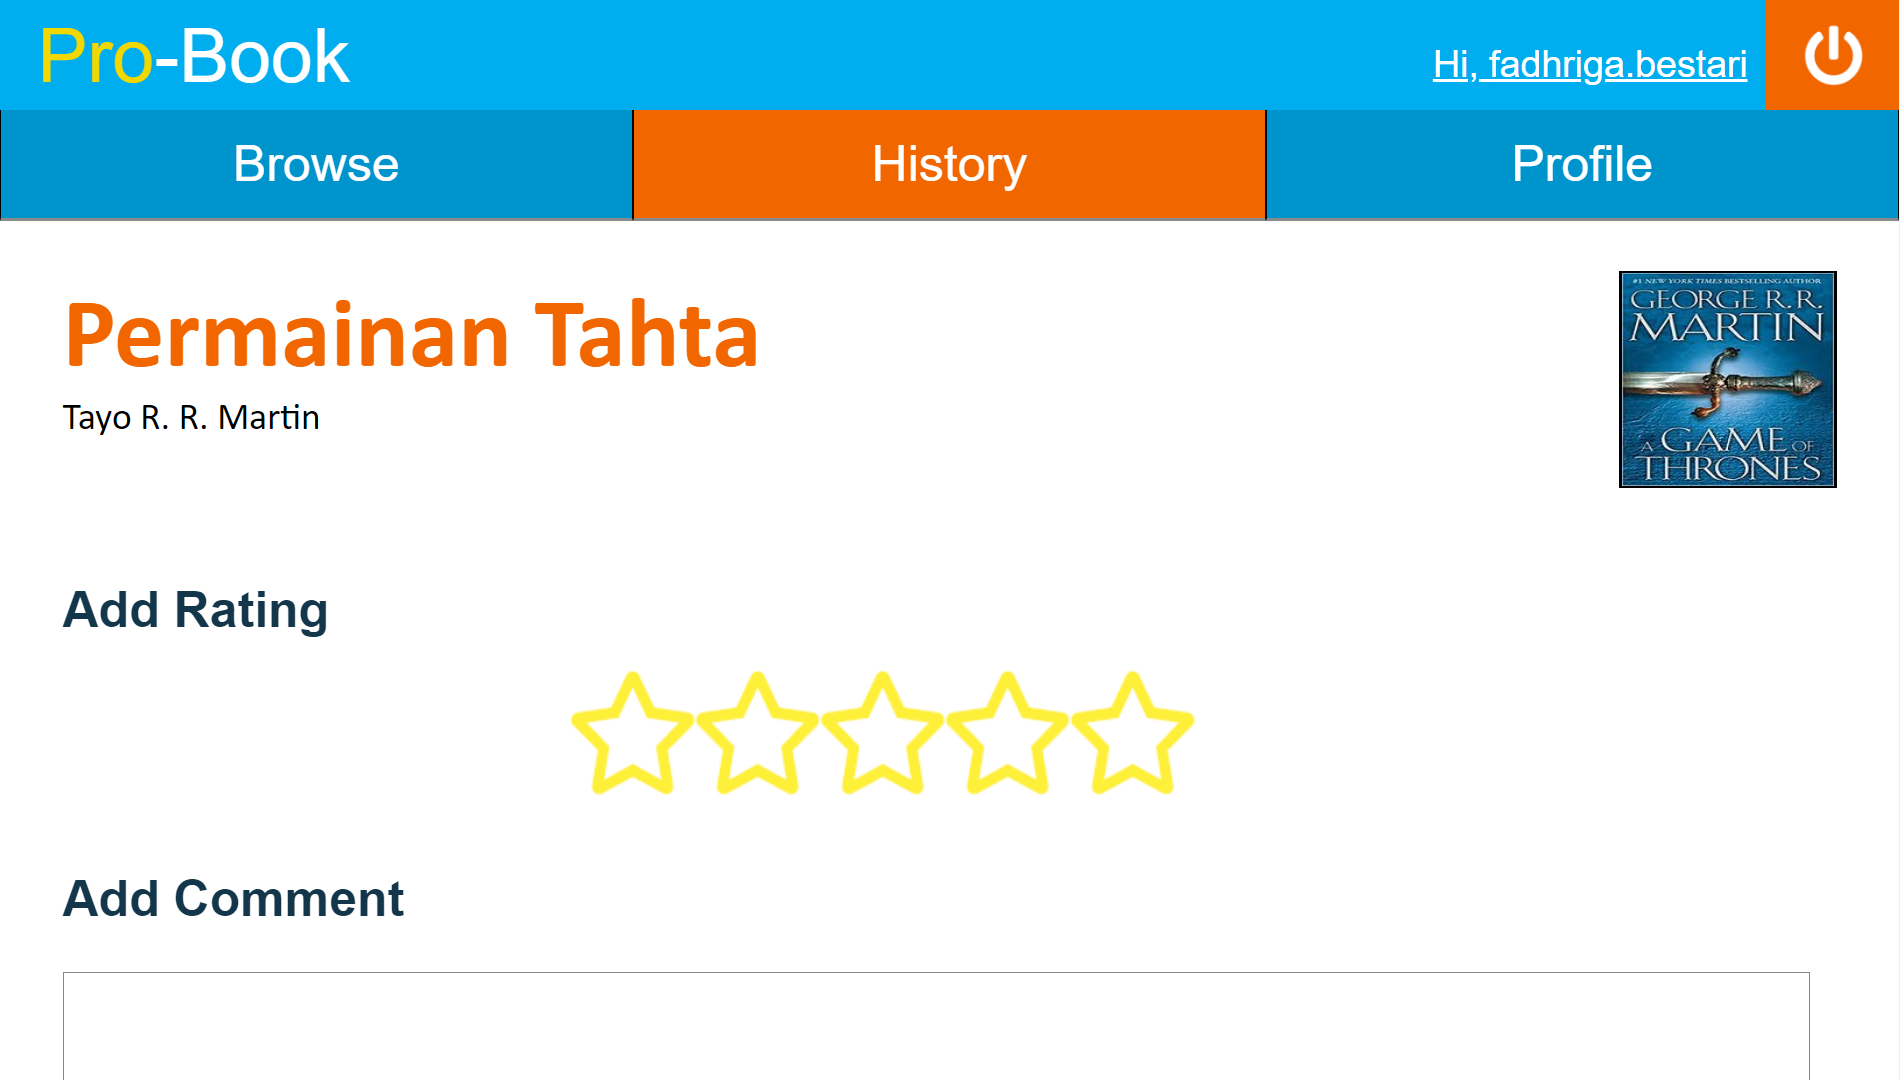 Pro-Book
Hi, fadhriga.bestari
Browse
History
Profile
Permainan Tahta
Tayo R. R. Martin
#1 NEW YORK TIMES BESTSELLING AUTHOR
GEORGE R.R.
MARTIN
A GAME OF
THRONES
Add Rating
Add Comment